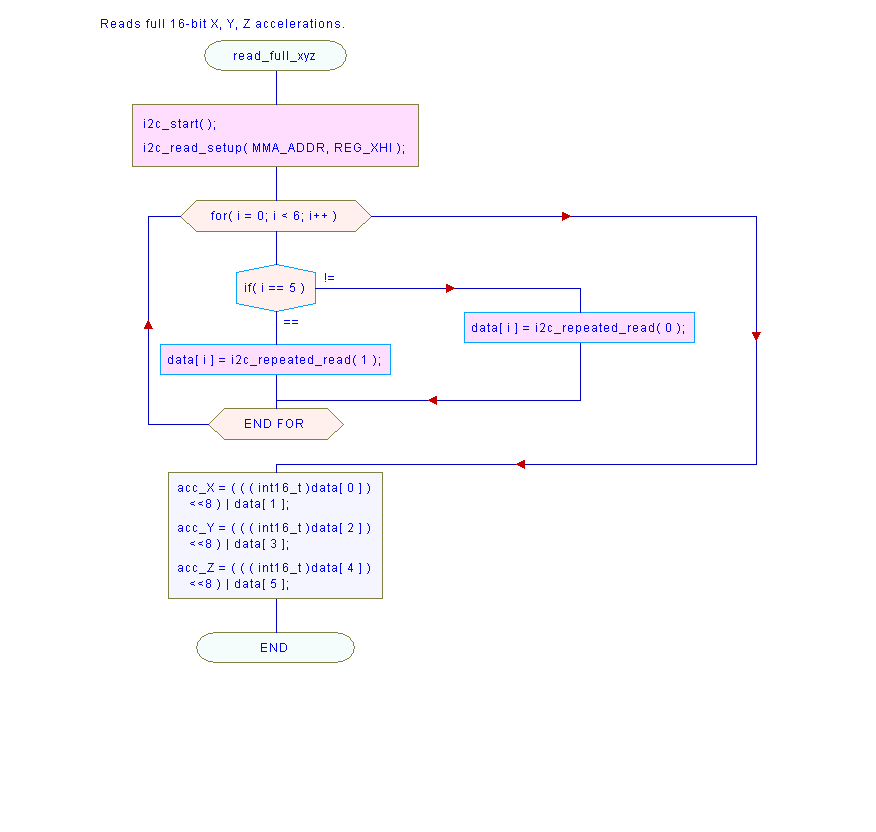 Reads full 16-bit X, Y, Z accelerations.
read_full_xyz
i2c_start( );
i2c_read_setup( MMA_ADDR, REG_XHI );
for( i = 0; i < 6; i++ )
!=
if( i == 5 )
==
data[ i ] = i2c_repeated_read( 0 );
data[ i ] = i2c_repeated_read( 1 );
END FOR
acc_X = ( ( ( int16_t )data[ 0 ] )
<<8 ) | data[ 1 ];
acc_Y = ( ( ( int16_t )data[ 2 ] )
<<8 ) | data[ 3 ];
acc_Z = ( ( ( int16_t )data[ 4 ] )
<<8 ) | data[ 5 ];
END